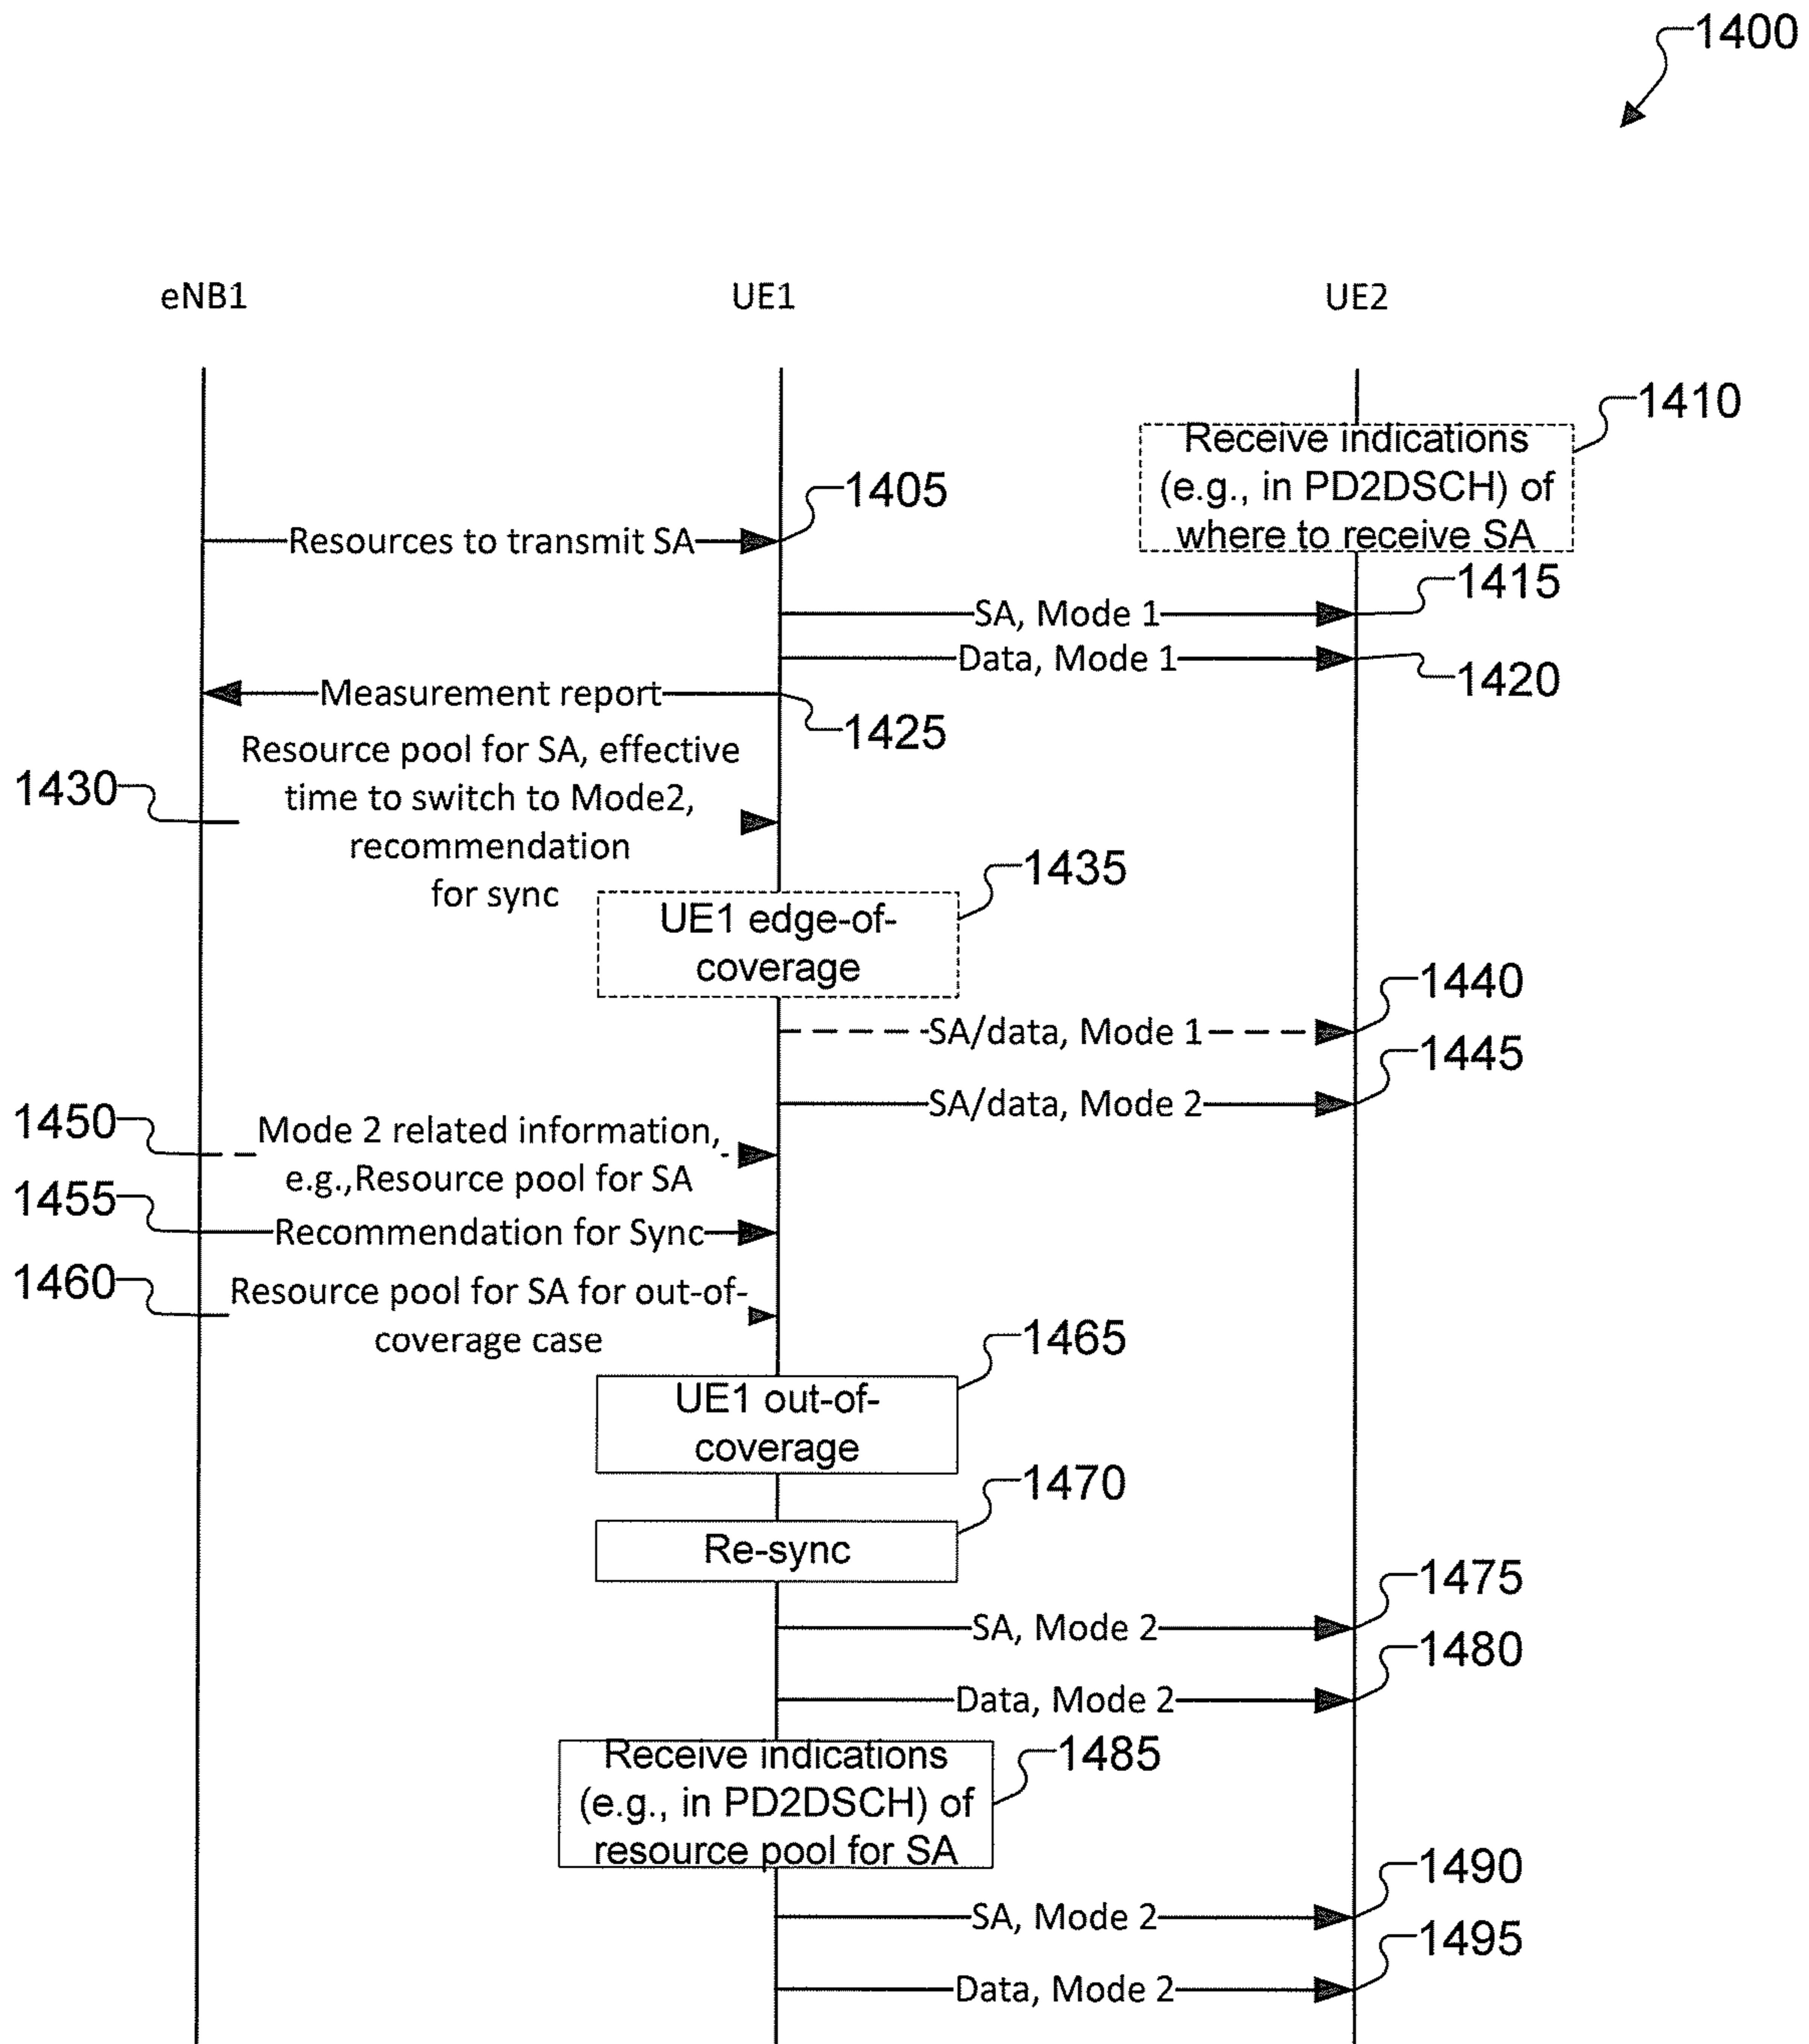 1400
eNB1
UE1
UE2
1410
Receive indications
(e.g., in PD2DSCH) of
where to receive SA
1405
Resources to transmit SA
1415
SA, Mode 1
Data, Mode 1
1420
Measurement report
1425
1430
Resource pool for SA, effective
time to switch to Mode2,
recommendation
for sync
1435
UE1 edge-of-
coverage
1440
SA/data, Mode 1
1445
SA/data, Mode 2
1450
Mode 2 related information,
e.g.,Resource pool for SA
1455
Recommendation for Sync
1460
Resource pool for SA for out-of-
coverage case
1465
UE1 out-of-
coverage
1470
Re-sync
1475
SA, Mode 2
1480
Data, Mode 2
1485
Receive indications
(e.g., in PD2DSCH) of
resource pool for SA
1490
SA, Mode 2
1495
Data, Mode 2